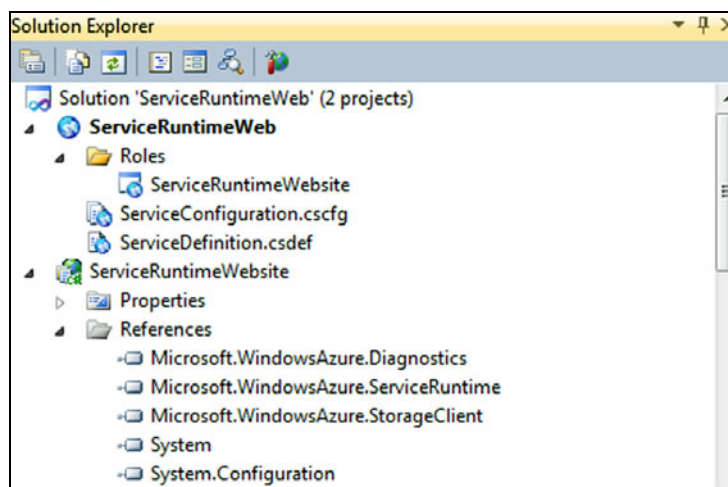 Solution Explorer
Solution 'ServiceRuntimeWeb' (2 projects)
ServiceRuntimeWeb
Roles
ServiceRuntimeWebsite
ServiceConfiguration.cscfg
ServiceDefinition.csdef
ServiceRuntimeWebsite
Properties
References
Microsoft.WindowsAzure.Diagnostics
Microsoft.WindowsAzure.ServiceRuntime
Microsoft.WindowsAzure.StorageClient
System
System.Configuration